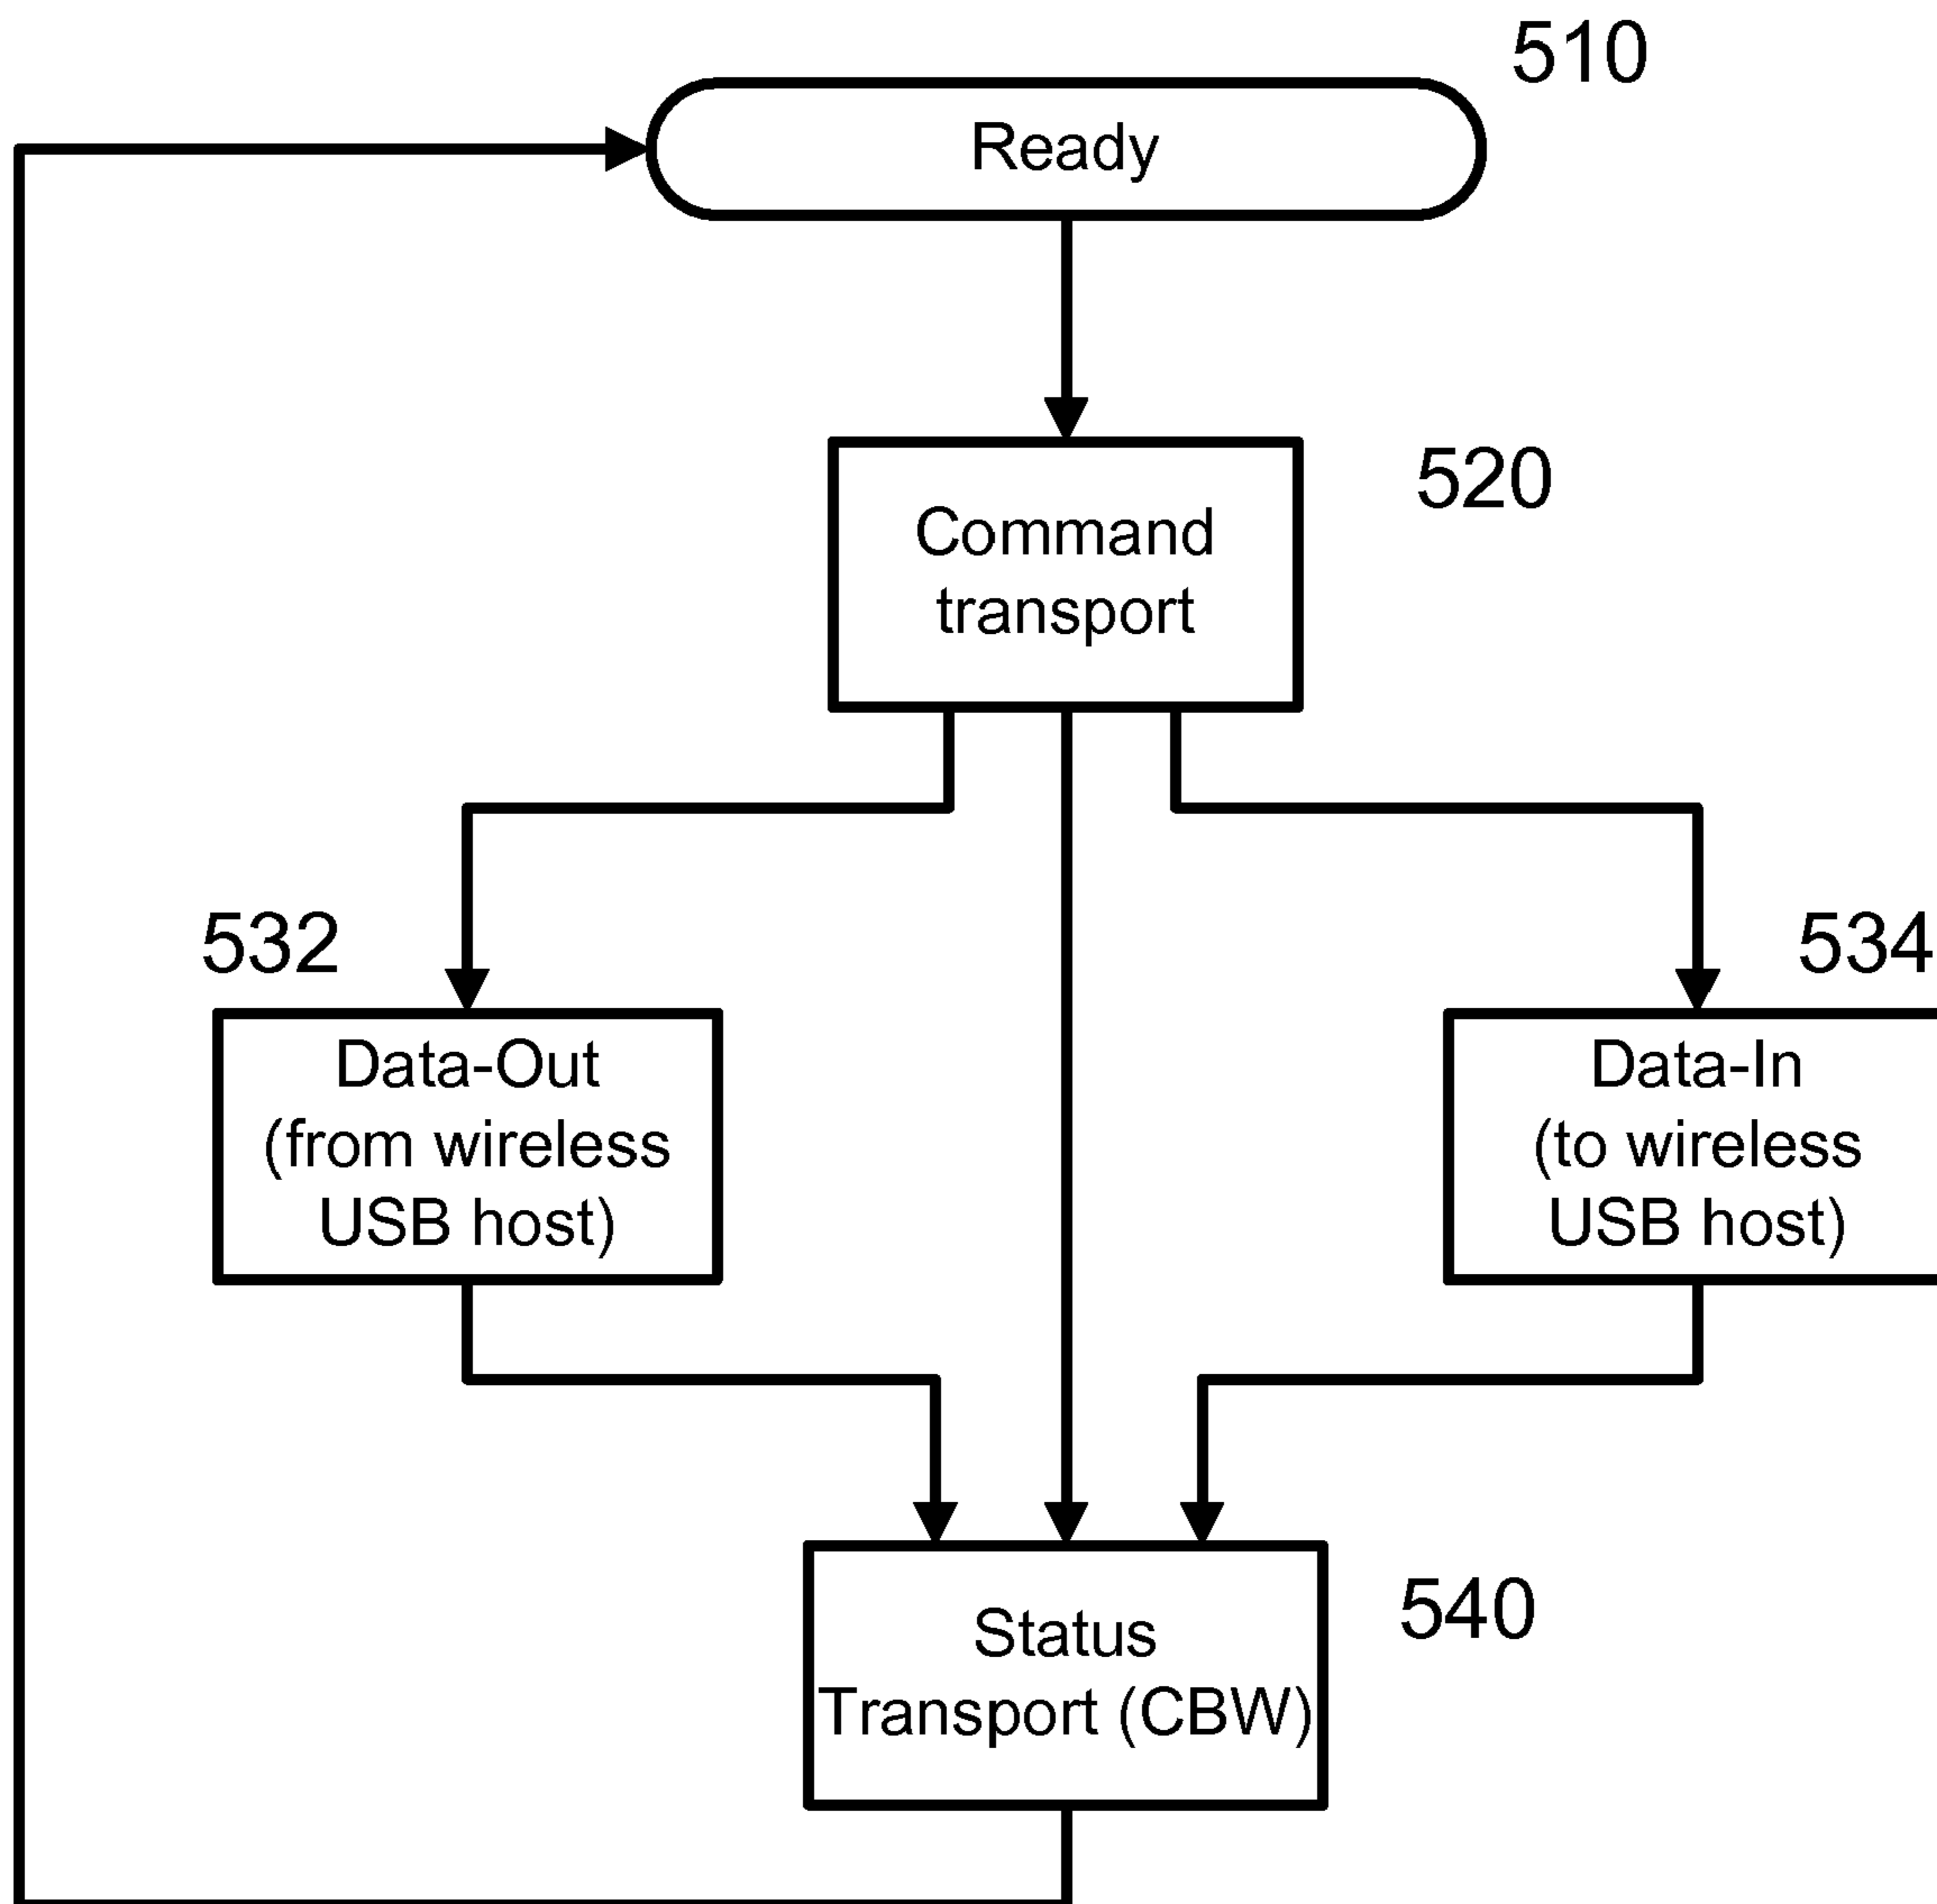 510
Ready
520
Command
transport
532
534
Data-Out
(from wireless
USB host)
Data-In
(to wireless
USB host)
540
Status
Transport (CBW)